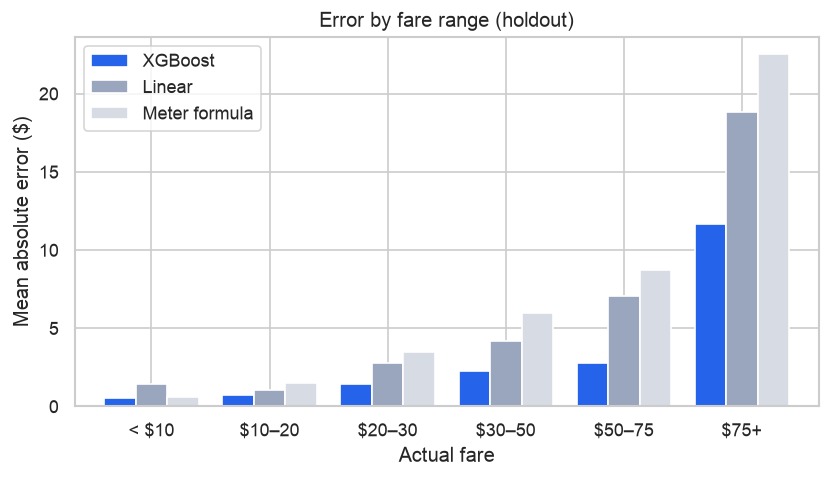 Error by fare range (holdout)
XGBoost
Linear
Meter formula
Mean absolute error ($)
20
15
10
5
0
< $10
$10–20
$20–30
$30–50
$50–75
$75+
Actual fare